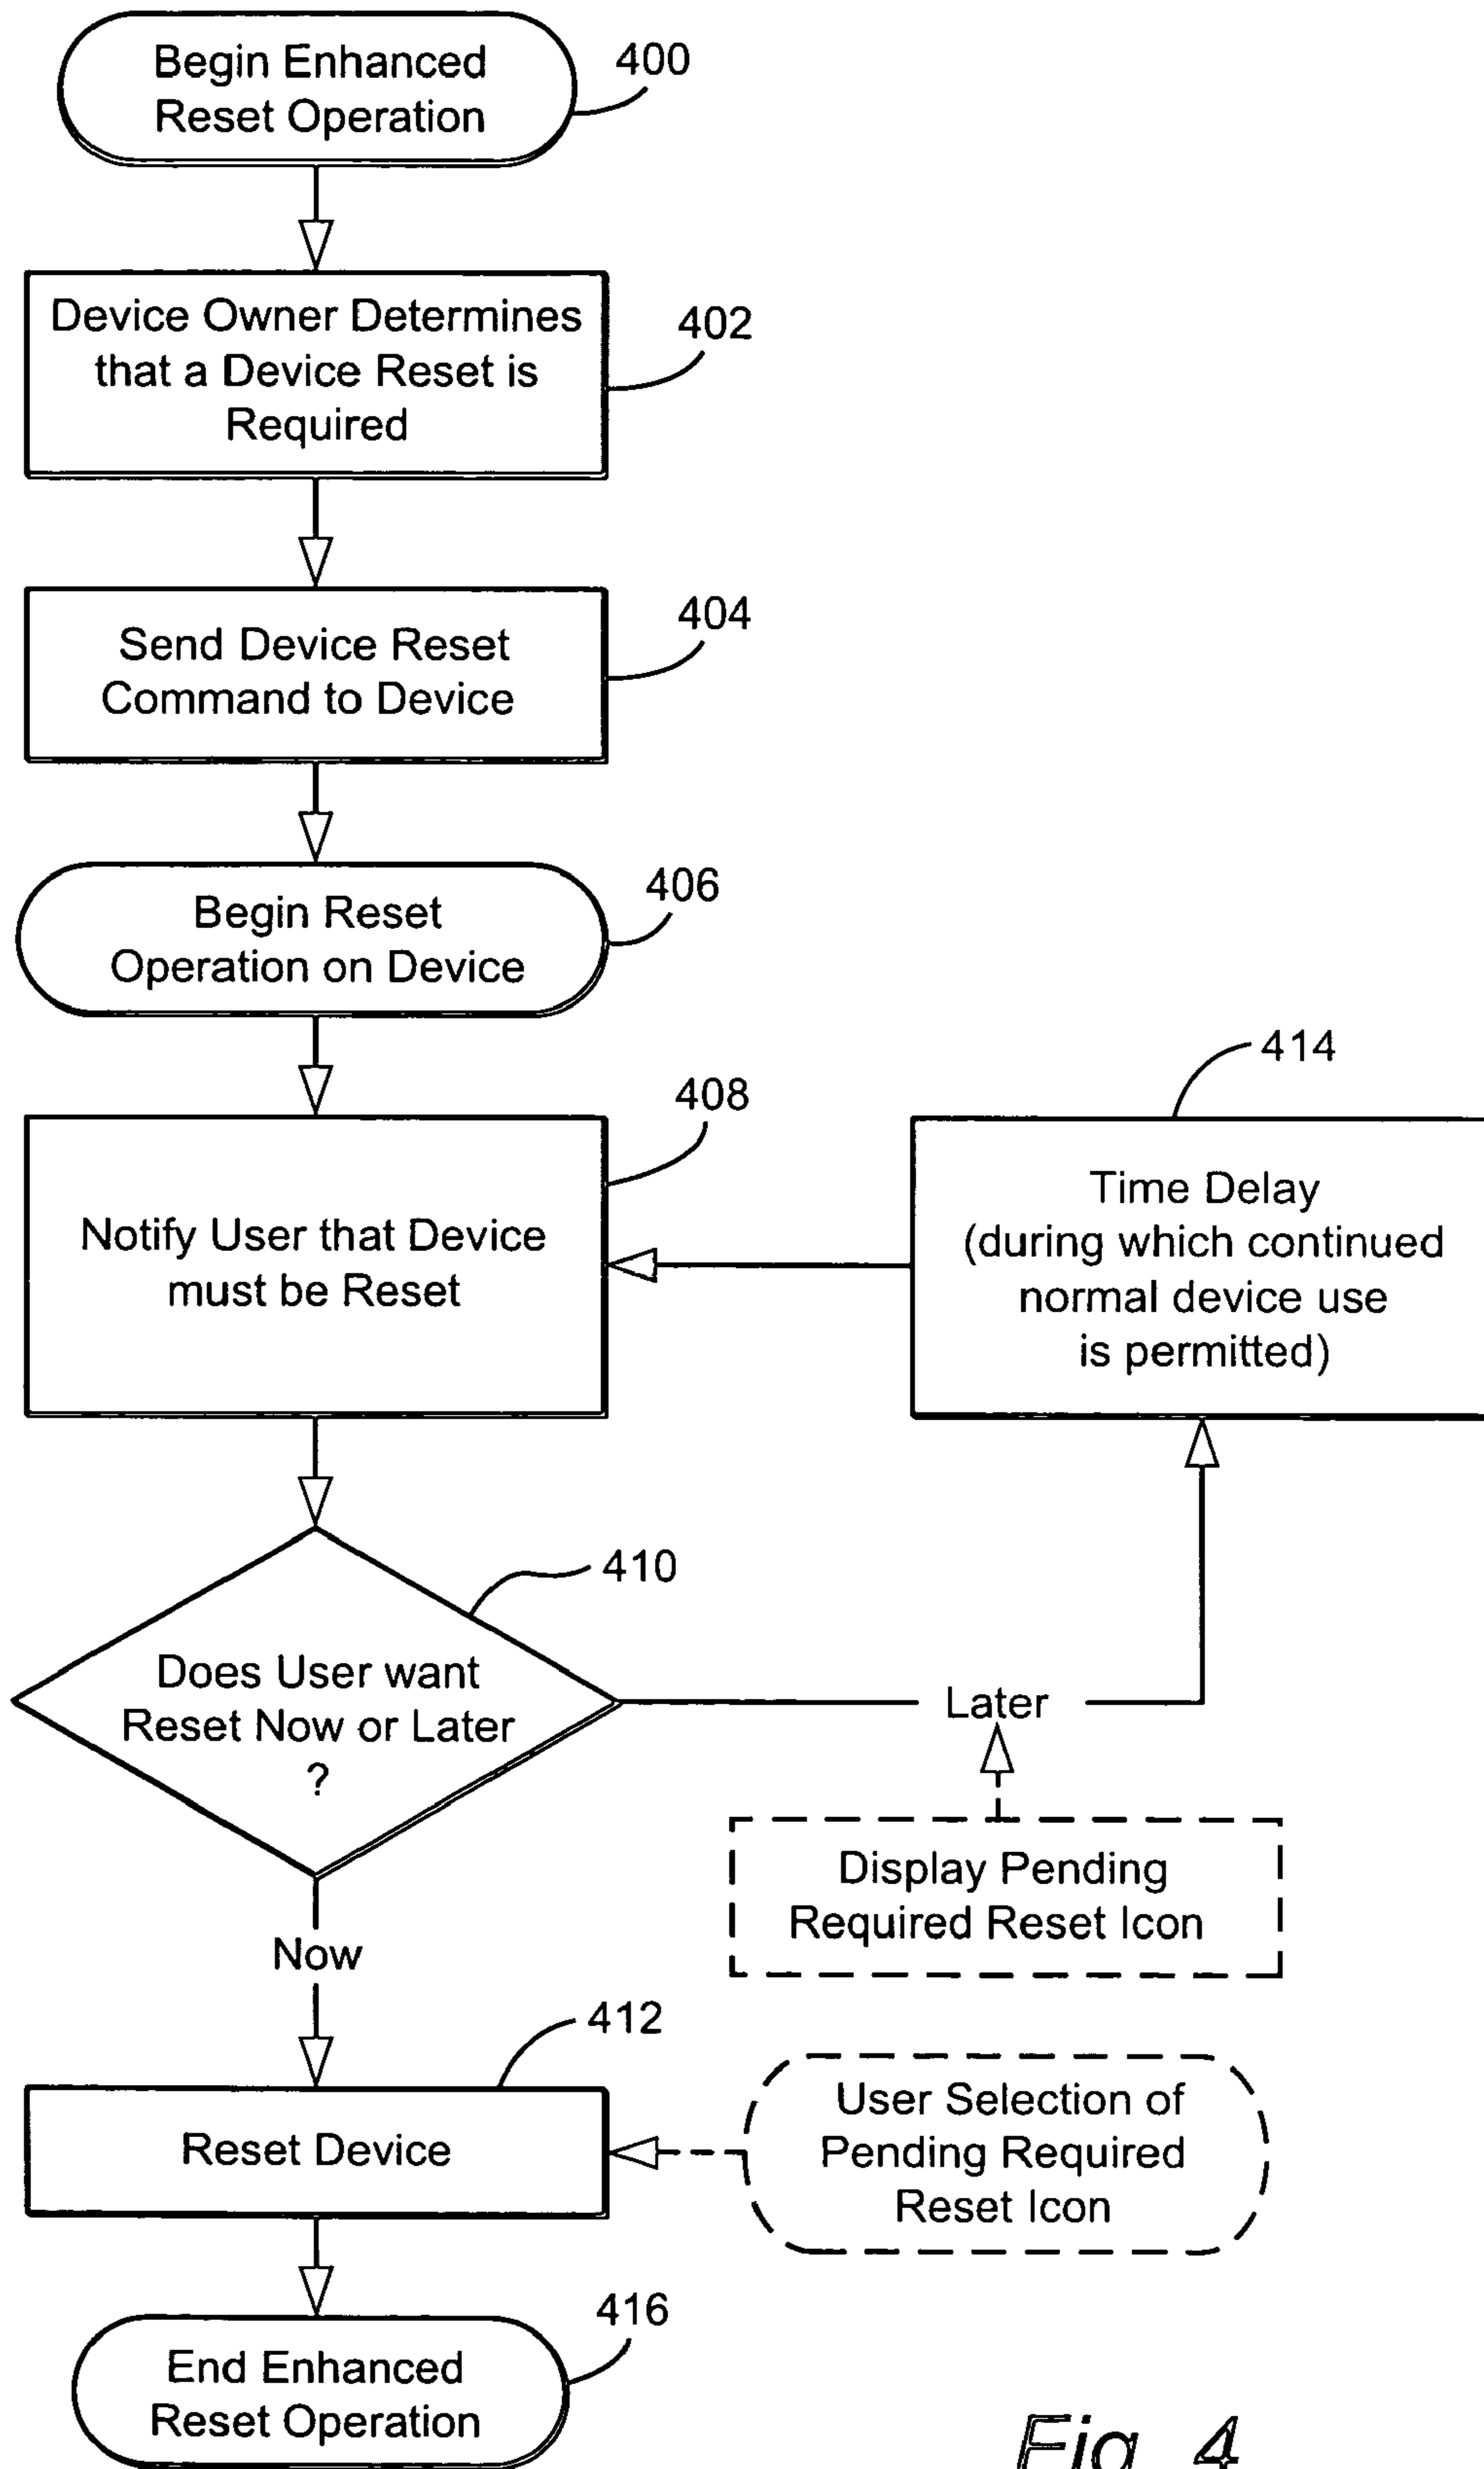 Begin Enhanced
Reset Operation
400
Device Owner Determines
that a Device Reset is
Required
402
Send Device Reset
Command to Device
404
Begin Reset
Operation on Device
406
Notify User that Device
must be Reset
408
Time Delay
(during which continued
normal device use
is permitted)
414
Does User want
Reset Now or Later
?
410
Later
Display Pending
Required Reset Icon
Now
Reset Device
412
User Selection of
Pending Required
Reset Icon
End Enhanced
Reset Operation
416
Fig. 4